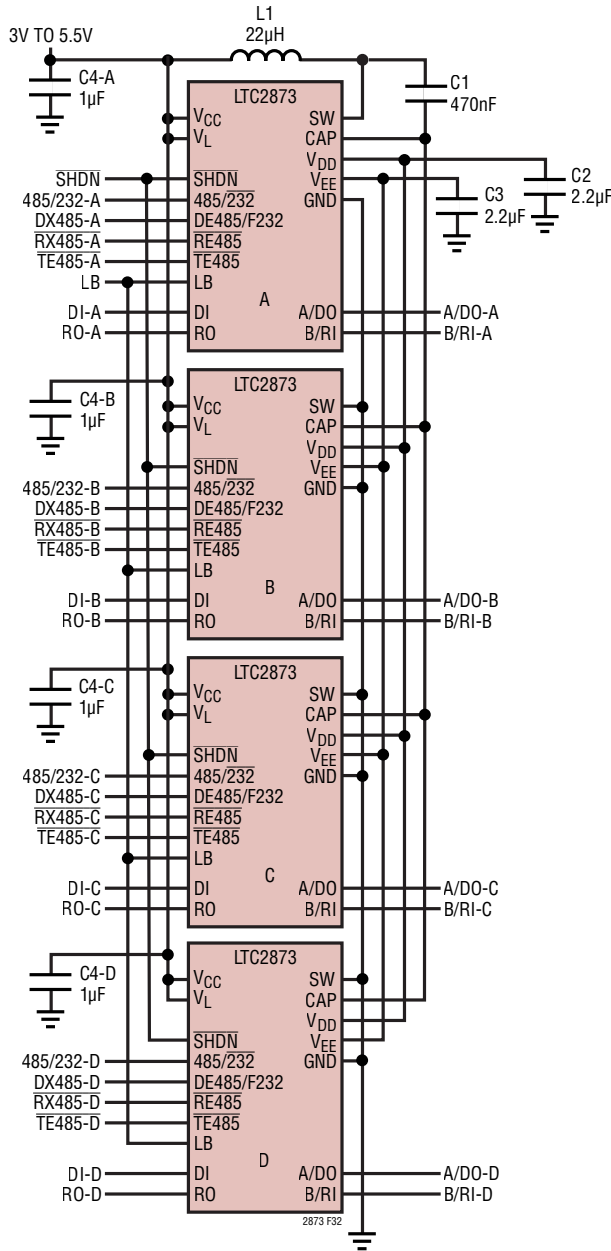 L1
22µH
3V TO 5.5V
C4-A
1µF
C1
470nF
LTC2873
VCC
VL
SW
CAP
VDD
VEE
GND
C2
2.2µF
C3
2.2µF
SHDN
485/232-A
DX485-A
RX485-A
TE485-A
LB
SHDN
485/232
DE485/F232
RE485
TE485
LB
A
DI-A
RO-A
DI
RO
A/DO
B/RI
A/DO-A
B/RI-A
C4-B
1µF
LTC2873
VCC
VL
SW
CAP
VDD
VEE
GND
SHDN
485/232-B
DX485-B
RX485-B
TE485-B
485/232
DE485/F232
RE485
TE485
LB
B
DI-B
RO-B
DI
RO
A/DO
B/RI
A/DO-B
B/RI-B
C4-C
1µF
LTC2873
VCC
VL
SW
CAP
VDD
VEE
GND
SHDN
485/232-C
DX485-C
RX485-C
TE485-C
485/232
DE485/F232
RE485
TE485
LB
C
DI-C
RO-C
DI
RO
A/DO
B/RI
A/DO-C
B/RI-C
C4-D
1µF
LTC2873
VCC
VL
SW
CAP
VDD
VEE
GND
SHDN
485/232-D
DX485-D
RX485-D
TE485-D
485/232
DE485/F232
RE485
TE485
LB
D
DI-D
RO-D
DI
RO
A/DO
B/RI
A/DO-D
B/RI-D
2873 F32